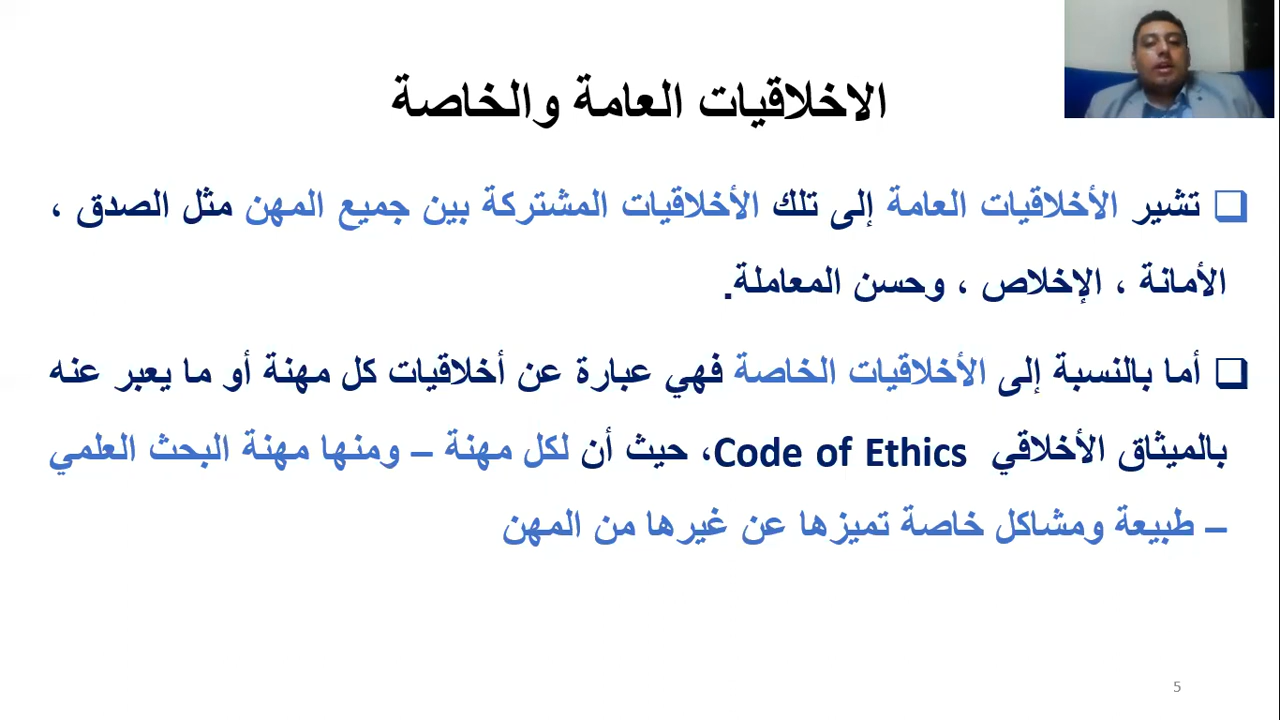 الاخلاقيات العامة والخاصة
❑ تشير الأخلاقيات العامة إلى تلك الأخلاقيات المشتركة بين جميع المهن مثل الصدق ،
الأمانة ، الإخلاص ، وحسن المعاملة.
❑ أما بالنسبة إلى الأخلاقيات الخاصة فهي عبارة عن أخلاقيات كل مهنة أو ما يعبر عنه
بالميثاق الأخلاقي Code of Ethics، حيث أن لكل مهنة – ومنها مهنة البحث العلمي
– طبيعة ومشاكل خاصة تميزها عن غيرها من المهن
5